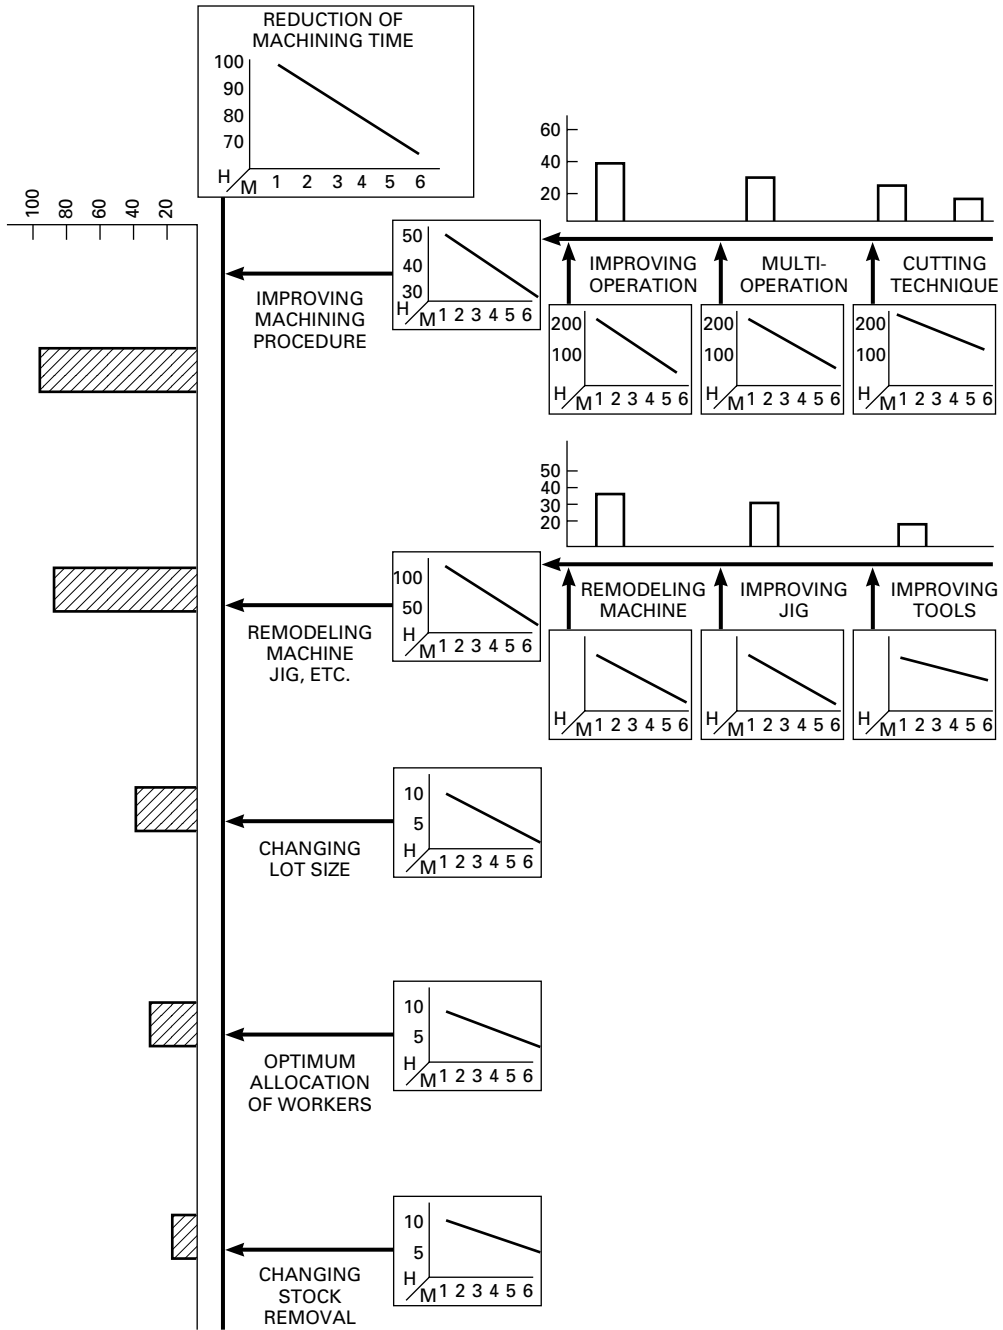 REDUCTION OF
MACHINING TIME
100
90
80
70
H
M 1 2 3 4 5 6
100 80 60 40 20
50
40
30
H
M 1 2 3 4 5 6
IMPROVING
MACHINING
PROCEDURE
60
40
20
IMPROVING
OPERATION
MULTI-
OPERATION
CUTTING
TECHNIQUE
200
100
H
M 1 2 3 4 5 6
200
100
H
M 1 2 3 4 5 6
200
100
H
M 1 2 3 4 5 6
50
40
30
20
100
50
H
M 1 2 3 4 5 6
REMODELING
MACHINE
JIG, ETC.
REMODELING
MACHINE
IMPROVING
JIG
IMPROVING
TOOLS
H
M 1 2 3 4 5 6
H
M 1 2 3 4 5 6
H
M 1 2 3 4 5 6
10
5
H
M 1 2 3 4 5 6
CHANGING
LOT SIZE
10
5
H
M 1 2 3 4 5 6
OPTIMUM
ALLOCATION
OF WORKERS
10
5
H
M 1 2 3 4 5 6
CHANGING
STOCK
REMOVAL